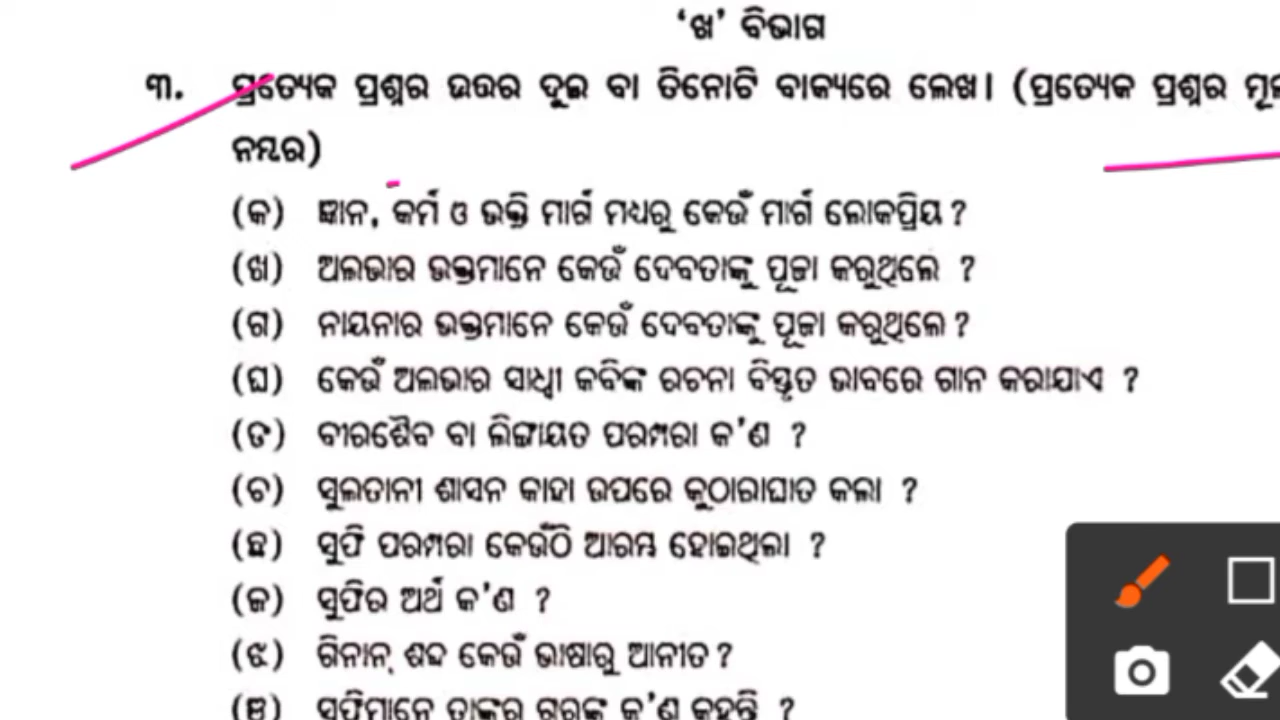 ‘ଖ’ ବିଭାଗ
୩. ପ୍ରତ୍ୟେକ ପ୍ରଶ୍ନର ଉତ୍ତର ଦୁଇ ବା ତିନୋଟି ବାକ୍ୟରେ ଲେଖ। (ପ୍ରତ୍ୟେକ ପ୍ରଶ୍ନର
ନମ୍ବର)
(କ) ଜ୍ଞାନ, କର୍ମ ଓ ଭକ୍ତି ମାର୍ଗ ମଧ୍ୟରୁ କେଉଁ ମାର୍ଗ ଲୋକପ୍ରିୟ ?
(ଖ) ଅଲଭାର ଭକ୍ତମାନେ କେଉଁ ଦେବତାଙ୍କୁ ପୂଜା କରୁଥିଲେ ?
(ଗ) ନାୟନାର ଭକ୍ତମାନେ କେଉଁ ଦେବତାଙ୍କୁ ପୂଜା କରୁଥିଲେ ?
(ଘ) କେଉଁ ଅଲଭାର ସାଧ୍ୱୀ କବିଙ୍କ ରଚନା ବିସ୍ତୃତ ଭାବରେ ଗାନ କରାଯାଏ ?
(ଙ) ବୀରଶୈବ ବା ଲିଙ୍ଗାୟତ ପରମ୍ପରା କ’ଣ ?
(ଚ) ସୁଲତାନୀ ଶାସନ କାହା ଉପରେ କୁଠାରାଘାତ କଲା ?
(ଛ) ସୁଫି ପରମ୍ପରା କେଉଁଠି ଆରମ୍ଭ ହୋଇଥିଲା ?
(ଜ) ସୁଫିର ଅର୍ଥ କ’ଣ ?
(ଝ) ଗିନାନ୍ ଶବ୍ଦ କେଉଁ ଭାଷାରୁ ଆନୀତ ?
(ଞ) ସୁଫିମାନେ ତାଙ୍କର ଗୁରୁଙ୍କୁ କ’ଣ କହନ୍ତି ?